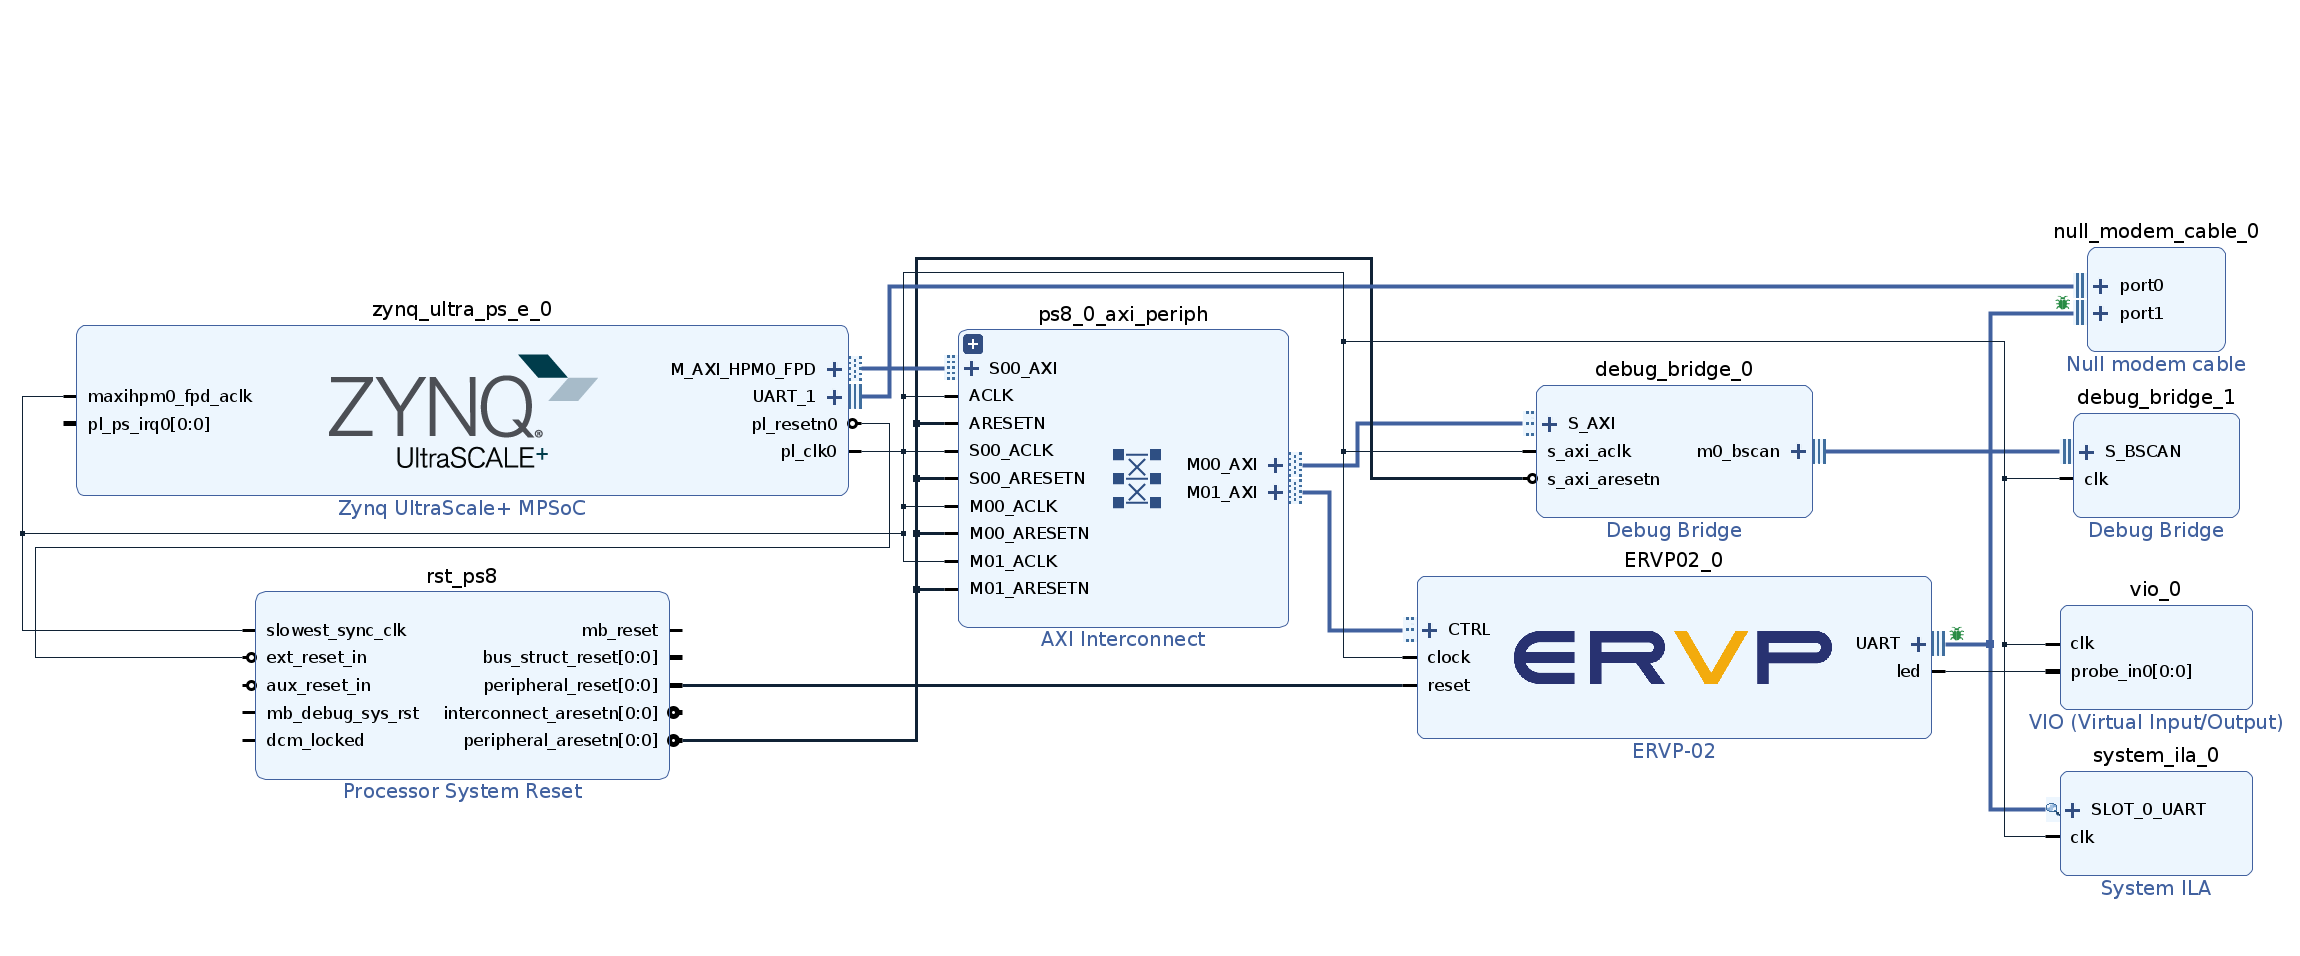 zynq_ultra_ps_e_0
maxihpm0_fpd_aclk
pl_ps_irq0[0:0]
ZYNQ®
UltraSCALE+
M_AXI_HPM0_FPD
UART_1
pl_resetn0
pl_clk0
Zynq UltraScale+ MPSoC
rst_ps8
slowest_sync_clk
ext_reset_in
aux_reset_in
mb_debug_sys_rst
dcm_locked
mb_reset
bus_struct_reset[0:0]
peripheral_reset[0:0]
interconnect_aresetn[0:0]
peripheral_aresetn[0:0]
Processor System Reset
ps8_0_axi_periph
S00_AXI
ACLK
ARESETN
S00_ACLK
S00_ARESETN
M00_ACLK
M00_ARESETN
M01_ACLK
M01_ARESETN
M00_AXI
M01_AXI
AXI Interconnect
debug_bridge_0
S_AXI
s_axi_aclk
s_axi_aresetn
m0_bscan
Debug Bridge
ERVP02_0
CTRL
clock
reset
ERVP
UART
led
ERVP-02
null_modem_cable_0
port0
port1
Null modem cable
debug_bridge_1
S_BSCAN
clk
Debug Bridge
vio_0
clk
probe_in0[0:0]
VIO (Virtual Input/Output)
system_ila_0
SLOT_0_UART
clk
System ILA